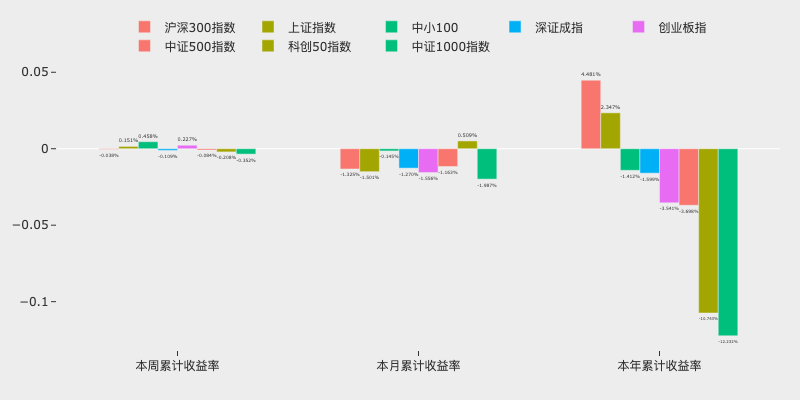 沪深300指数 上证指数 中小100 深证成指 创业板指
中证500指数 科创50指数 中证1000指数
0.05
0
−0.05
−0.1
-0.038% 0.151% 0.458% -0.109% 0.227% -0.084% -0.208% -0.352%
-1.325% -1.501% -0.145% -1.270% -1.556% -1.163% 0.509% -1.987%
4.481% 2.347% -1.412% -1.599% -3.541% -3.698% -12.232%
本周累计收益率 本月累计收益率 本年累计收益率